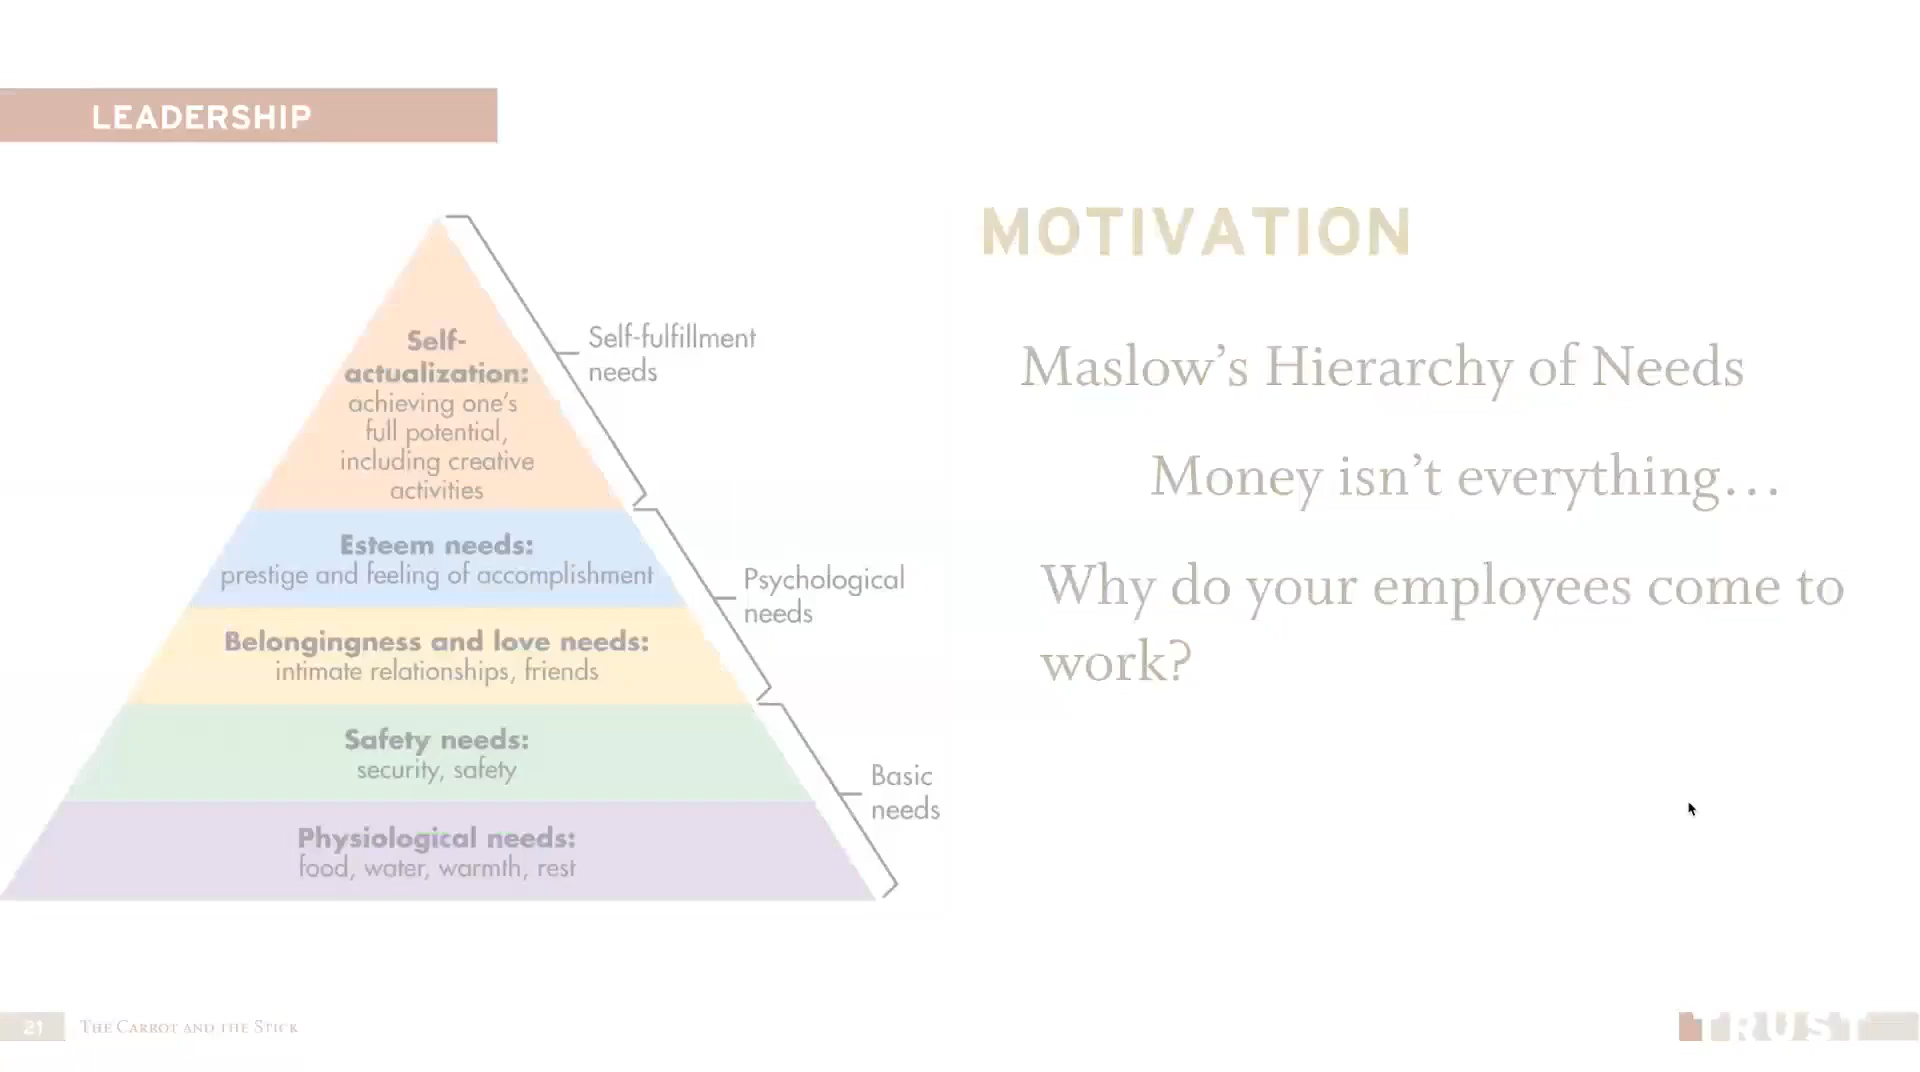 LEADERSHIP
Self-
actualization:
achieving one's
full potential,
including creative
activities
Esteem needs:
prestige and feeling of accomplishment
Belongingness and love needs:
intimate relationships, friends
Safety needs:
security, safety
Physiological needs:
food, water, warmth, rest
Self-fulfillment
needs
Psychological
needs
Basic
needs
MOTIVATION
Maslow’s Hierarchy of Needs
Money isn’t everything…
Why do your employees come to
work?
21 The Carrot and the Stick
TRUST